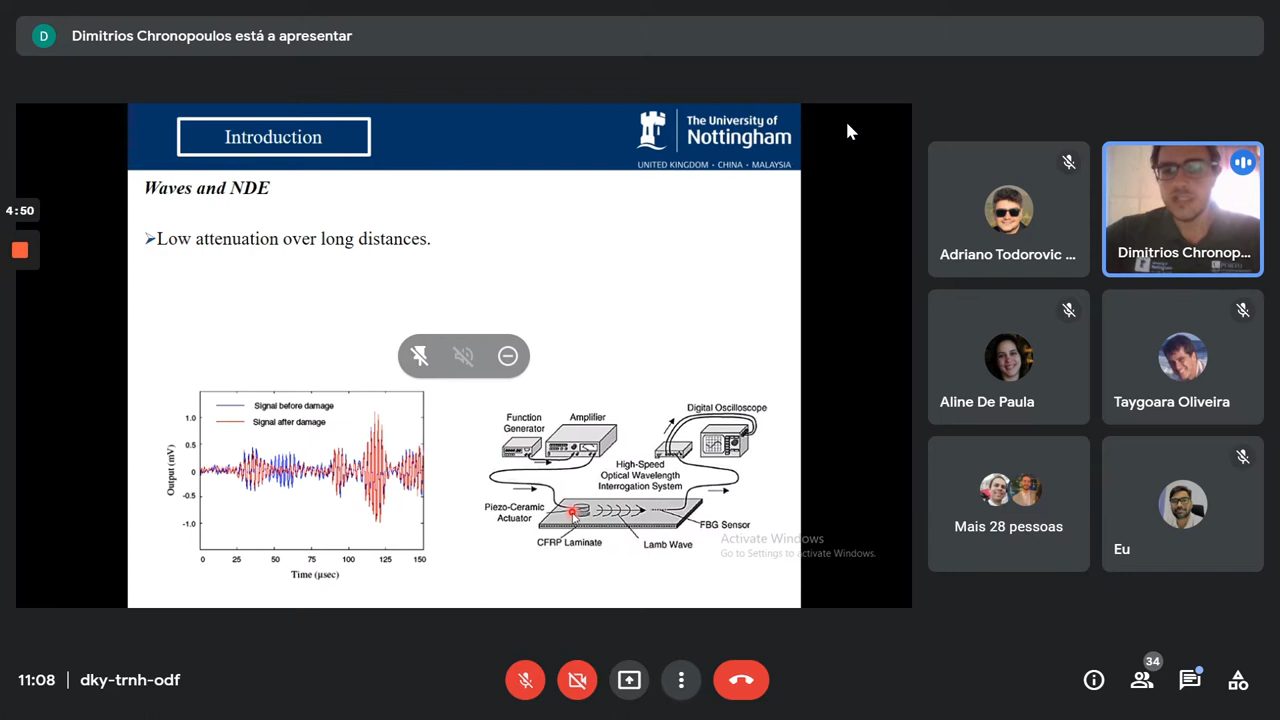 D Dimitrios Chronopoulos está a apresentar
Introduction
The University of
Nottingham
UNITED KINGDOM · CHINA · MALAYSIA
Waves and NDE
4:50
➢Low attenuation over long distances.
Signal before damage
Signal after damage
Output (mV)
1.0
0.5
0
-0.5
-1.0
0 25 50 75 100 125 150
Time (µsec)
Function
Generator
Amplifier
Digital Oscilloscope
High-Speed
Optical Wavelength
Interrogation System
Piezo-Ceramic
Actuator
CFRP Laminate
Lamb Wave
FBG Sensor
Activate Windows
Go to Settings to Activate Windows.
Adriano Todorovic ...
Dimitrios Chronop...
Aline De Paula
Taygoara Oliveira
Mais 28 pessoas
Eu
11:08 | dky-trnh-odf
34